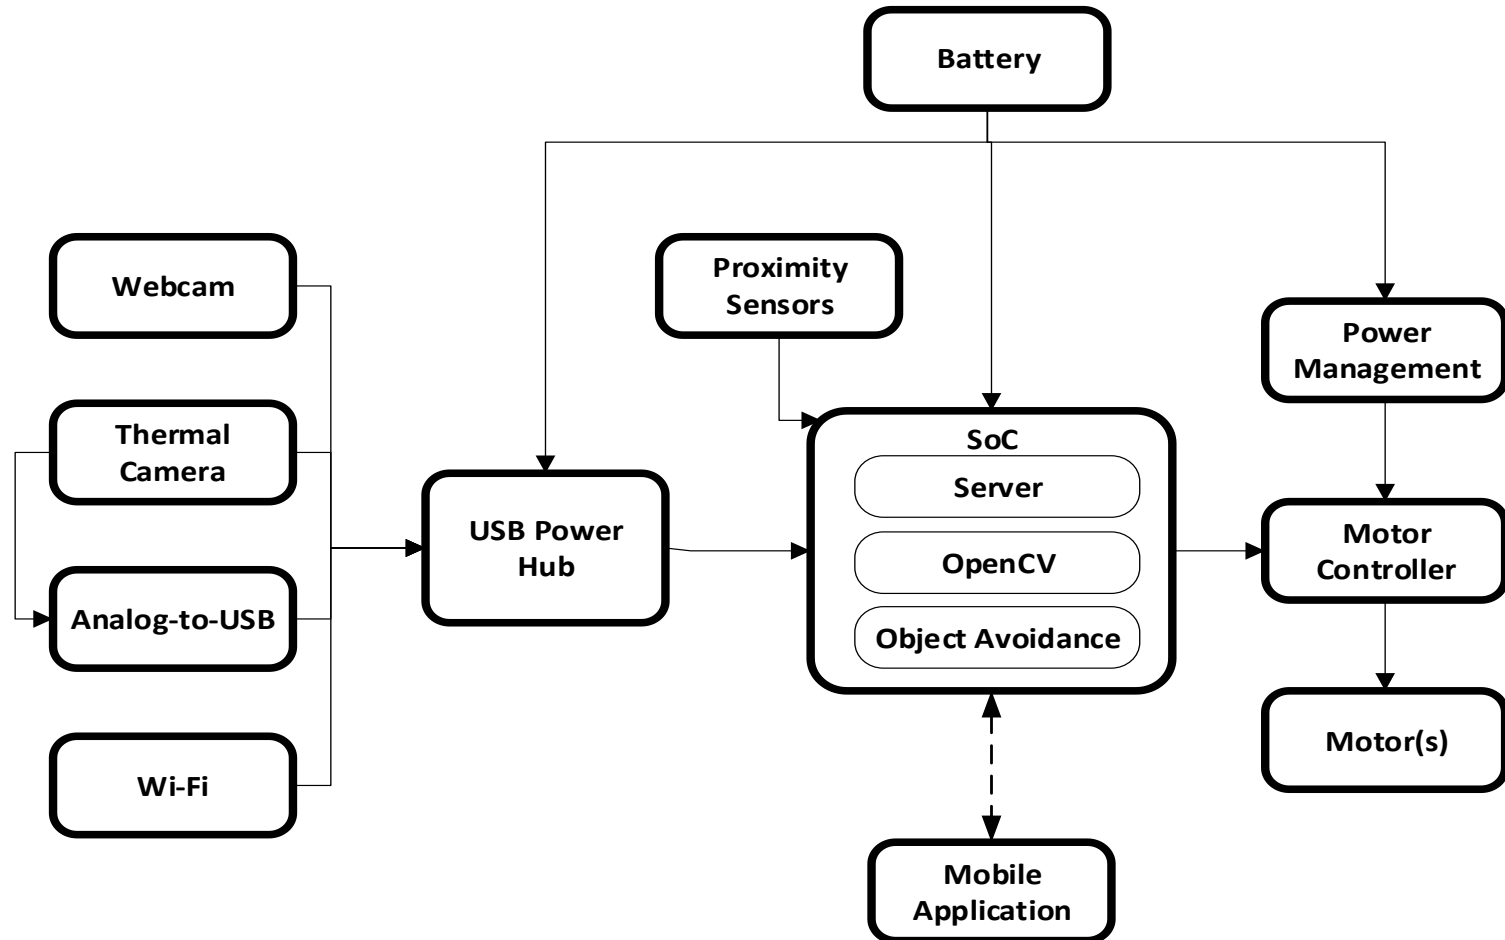 Battery
Webcam
Proximity
Sensors
Power
Management
Thermal
Camera
SoC
Server
USB Power
Hub
OpenCV
Motor
Controller
Analog-to-USB
Object Avoidance
Motor(s)
Wi-Fi
Mobile
Application